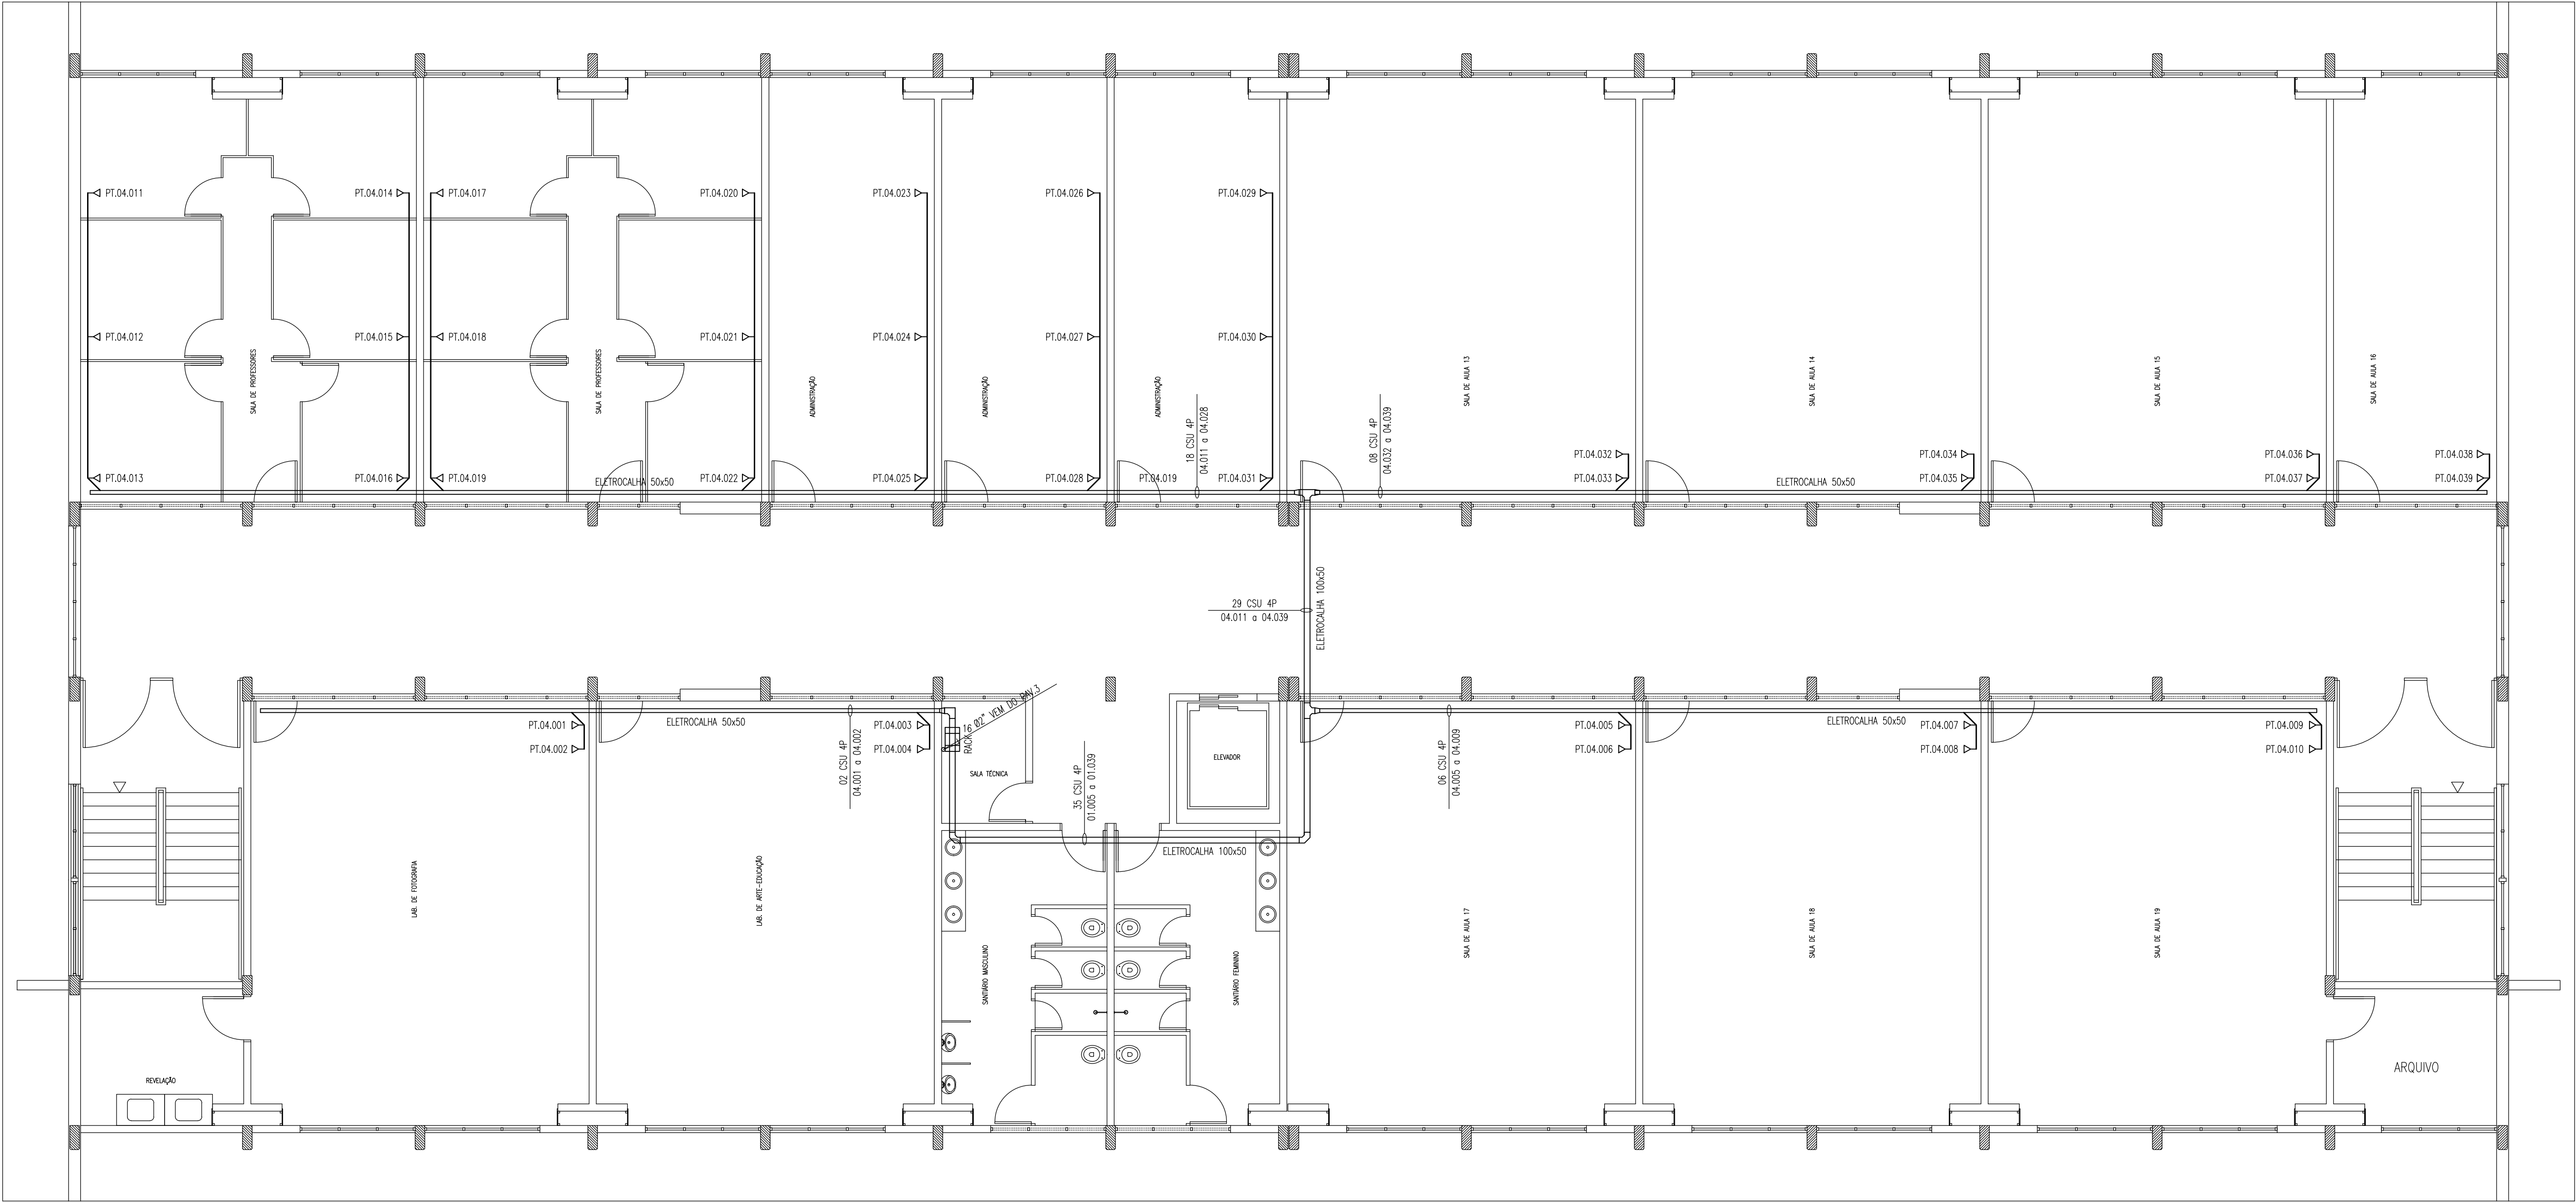 PT.04.011
PT.04.014
PT.04.017
PT.04.020
PT.04.023
PT.04.026
PT.04.029
PT.04.012
PT.04.015
PT.04.018
PT.04.021
PT.04.024
PT.04.027
PT.04.030
SALA DE PROFESSORES
SALA DE PROFESSORES
ADMINISTRAÇÃO
ADMINISTRAÇÃO
ADMINISTRAÇÃO
SALA DE AULA 13
SALA DE AULA 14
SALA DE AULA 15
SALA DE AULA 16
18 CSU 4P
04.011 a 04.028
08 CSU 4P
04.032 a 04.039
PT.04.032
PT.04.034
PT.04.036
PT.04.038
PT.04.013
PT.04.016
PT.04.019
ELETROCALHA 50x50
PT.04.022
PT.04.025
PT.04.028
PT.04.019
PT.04.031
PT.04.033
ELETROCALHA 50x50
PT.04.035
PT.04.037
PT.04.039
29 CSU 4P
04.011 a 04.039
ELETROCALHA 100x50
PT.04.001
PT.04.002
ELETROCALHA 50x50
02 CSU 4P
04.001 a 04.002
PT.04.003
PT.04.004
RACK
16 Ø2" VEM DO PAV.3
SALA TÉCNICA
35 CSU 4P
01.005 a 01.039
ELEVADOR
ELETROCALHA 100x50
06 CSU 4P
04.005 a 04.009
PT.04.005
PT.04.006
ELETROCALHA 50x50
PT.04.007
PT.04.008
PT.04.009
PT.04.010
LAB. DE FOTOGRAFIA
LAB. DE ARTE-EDUCAÇÃO
SANTIÁRIO MASCULINO
SANTIÁRIO FEMININO
SALA DE AULA 17
SALA DE AULA 18
SALA DE AULA 19
REVELAÇÃO
ARQUIVO